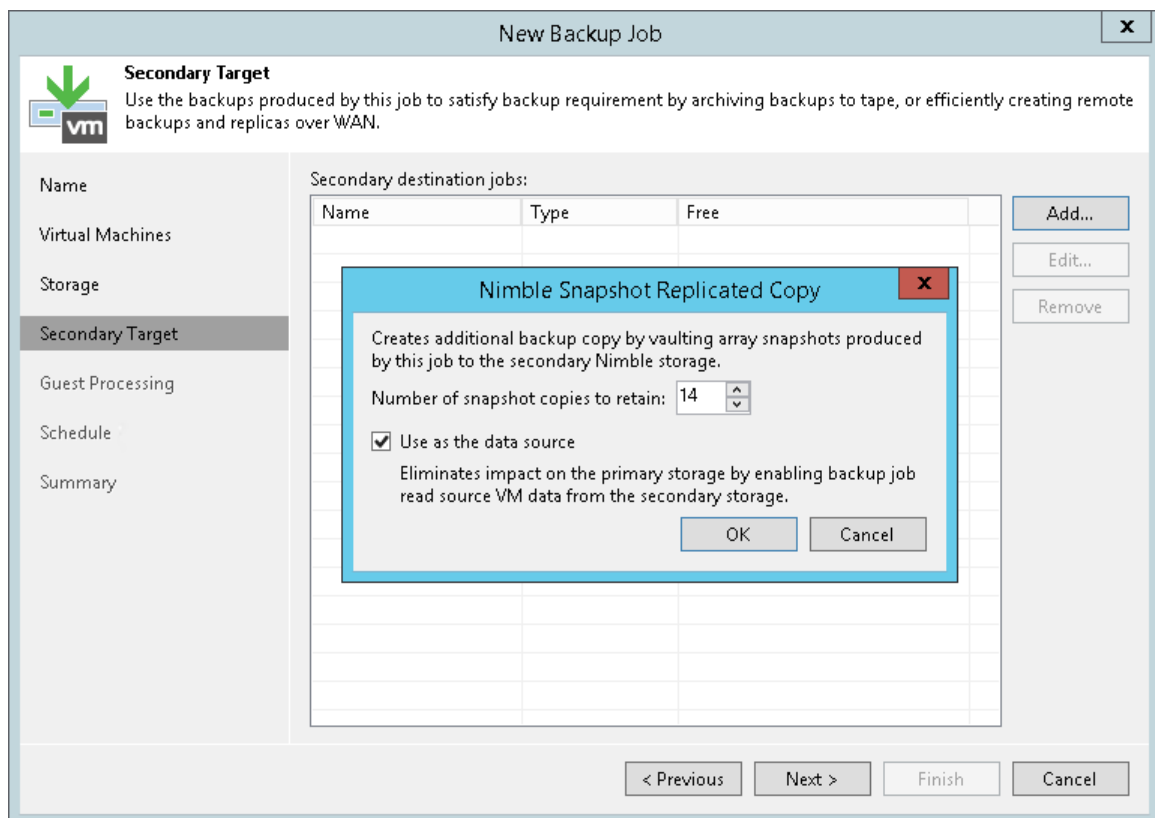 New Backup Job
x
Secondary Target
Use the backups produced by this job to satisfy backup requirement by archiving backups to tape, or efficiently creating remote
backups and replicas over WAN.
vm
Name
Virtual Machines
Storage
Secondary Target
Guest Processing
Schedule
Summary
Secondary destination jobs:
Name Type Free
Add...
Edit...
Remove
Nimble Snapshot Replicated Copy
x
Creates additional backup copy by vaulting array snapshots produced
by this job to the secondary Nimble storage.
Number of snapshot copies to retain: 14
Use as the data source
Eliminates impact on the primary storage by enabling backup job
read source VM data from the secondary storage.
OK Cancel
< Previous Next > Finish Cancel